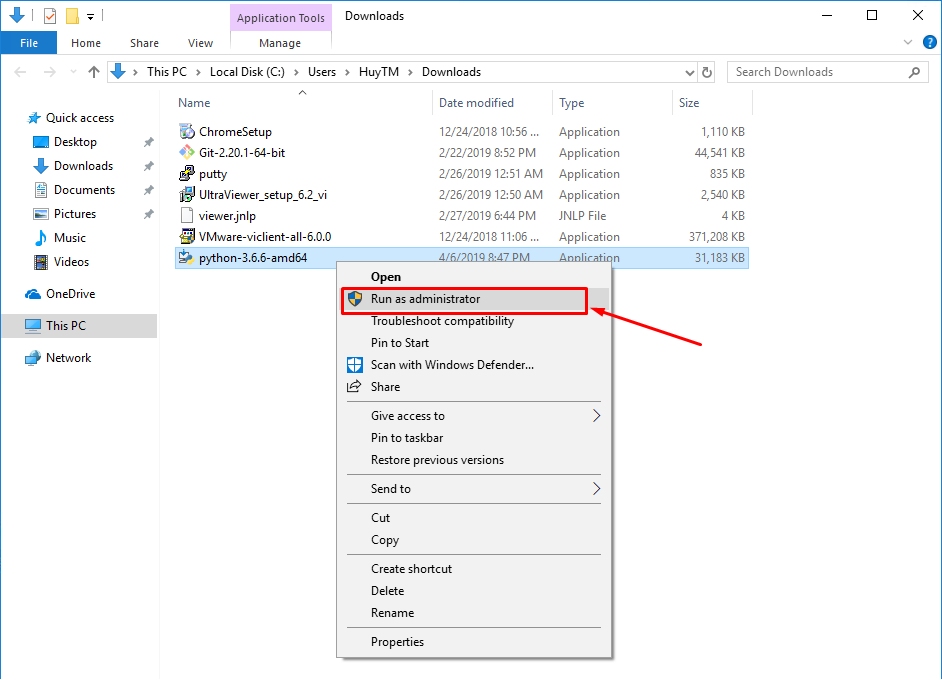 Application Tools Downloads
File Home Share View Manage
This PC Local Disk (C:) Users HuyTM Downloads Search Downloads
Name Date modified Type Size
Quick access
Desktop
Downloads
Documents
Pictures
Music
Videos
OneDrive
This PC
Network
ChromeSetup 12/24/2018 10:56 ... Application 1,110 KB
Git-2.20.1-64-bit 2/22/2019 8:52 PM Application 44,541 KB
putty 2/26/2019 12:51 AM Application 835 KB
UltraViewer_setup_6.2_vi 2/26/2019 12:50 AM Application 2,540 KB
viewer.jnlp 2/27/2019 6:44 PM JNLP File 4 KB
VMware-viclient-all-6.0.0 12/24/2018 11:06 ... Application 371,208 KB
python-3.6.6-amd64 4/6/2019 8:47 PM Application 31,183 KB
Open
Run as administrator
Troubleshoot compatibility
Pin to Start
Scan with Windows Defender...
Share
Give access to
Pin to taskbar
Restore previous versions
Send to
Cut
Copy
Create shortcut
Delete
Rename
Properties